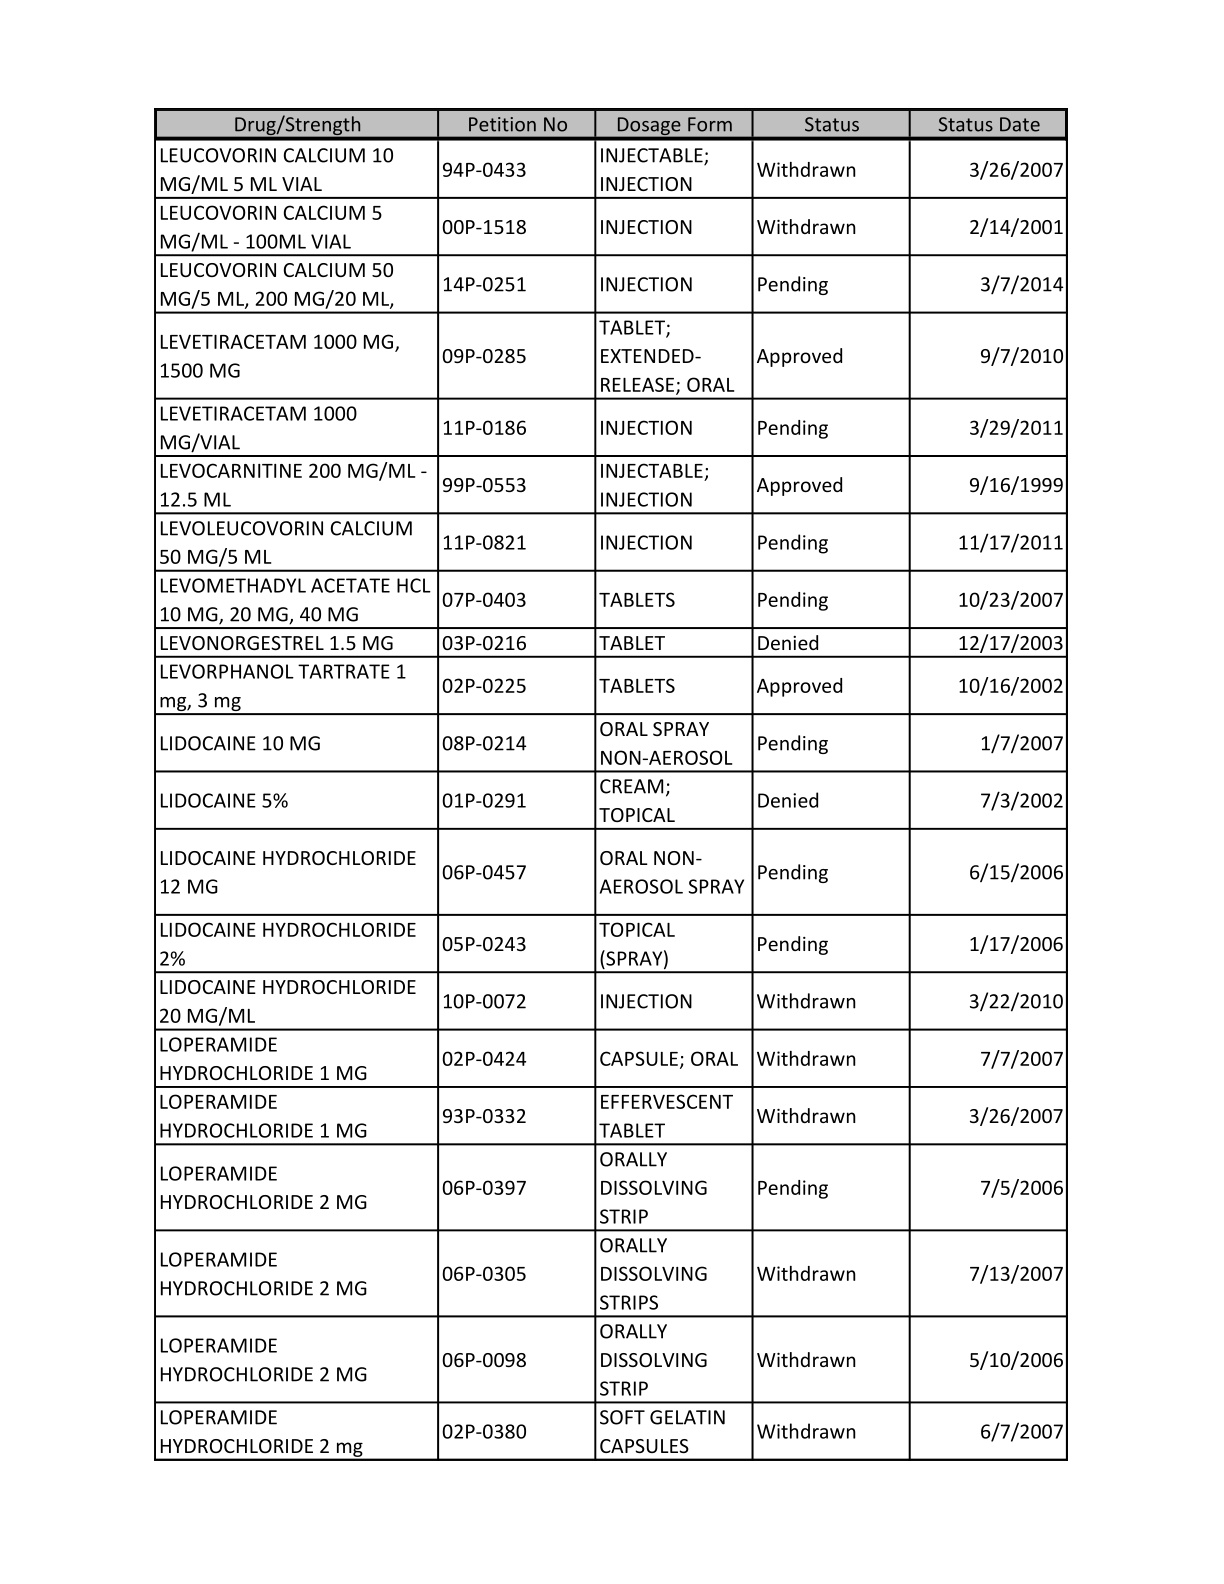 Drug/Strength Petition No Dosage Form Status Status Date
LEUCOVORIN CALCIUM 10
MG/ML 5 ML VIAL
94P-0433
INJECTABLE;
INJECTION
Withdrawn
3/26/2007
LEUCOVORIN CALCIUM 5
MG/ML - 100ML VIAL
00P-1518
INJECTION
Withdrawn
2/14/2001
LEUCOVORIN CALCIUM 50
MG/5 ML, 200 MG/20 ML,
14P-0251
INJECTION
Pending
3/7/2014
LEVETIRACETAM 1000 MG,
1500 MG
09P-0285
TABLET;
EXTENDED-
RELEASE; ORAL
Approved
9/7/2010
LEVETIRACETAM 1000
MG/VIAL
11P-0186
INJECTION
Pending
3/29/2011
LEVOCARNITINE 200 MG/ML -
12.5 ML
99P-0553
INJECTABLE;
INJECTION
Approved
9/16/1999
LEVOLEUCOVORIN CALCIUM
50 MG/5 ML
11P-0821
INJECTION
Pending
11/17/2011
LEVOMETHADYL ACETATE HCL
10 MG, 20 MG, 40 MG
07P-0403
TABLETS
Pending
10/23/2007
LEVONORGESTREL 1.5 MG
03P-0216
TABLET
Denied
12/17/2003
LEVORPHANOL TARTRATE 1
mg, 3 mg
02P-0225
TABLETS
Approved
10/16/2002
LIDOCAINE 10 MG
08P-0214
ORAL SPRAY
NON-AEROSOL
Pending
1/7/2007
LIDOCAINE 5%
01P-0291
CREAM;
TOPICAL
Denied
7/3/2002
LIDOCAINE HYDROCHLORIDE
12 MG
06P-0457
ORAL NON-
AEROSOL SPRAY
Pending
6/15/2006
LIDOCAINE HYDROCHLORIDE
2%
05P-0243
TOPICAL
(SPRAY)
Pending
1/17/2006
LIDOCAINE HYDROCHLORIDE
20 MG/ML
10P-0072
INJECTION
Withdrawn
3/22/2010
LOPERAMIDE
HYDROCHLORIDE 1 MG
02P-0424
CAPSULE; ORAL
Withdrawn
7/7/2007
LOPERAMIDE
HYDROCHLORIDE 1 MG
93P-0332
EFFERVESCENT
TABLET
Withdrawn
3/26/2007
LOPERAMIDE
HYDROCHLORIDE 2 MG
06P-0397
ORALLY
DISSOLVING
STRIP
Pending
7/5/2006
LOPERAMIDE
HYDROCHLORIDE 2 MG
06P-0305
ORALLY
DISSOLVING
STRIPS
Withdrawn
7/13/2007
LOPERAMIDE
HYDROCHLORIDE 2 MG
06P-0098
ORALLY
DISSOLVING
STRIP
Withdrawn
5/10/2006
LOPERAMIDE
HYDROCHLORIDE 2 mg
02P-0380
SOFT GELATIN
CAPSULES
Withdrawn
6/7/2007